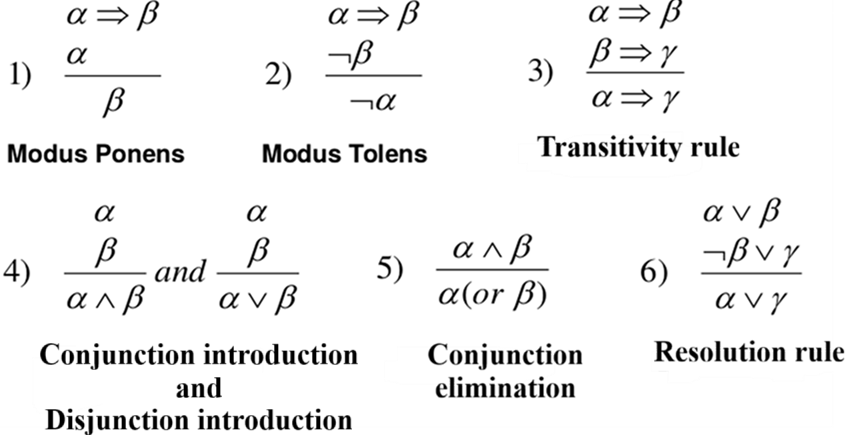 1) α ⇒ β
α
β
Modus Ponens
2) α ⇒ β
¬β
¬α
Modus Tolens
3) α ⇒ β
β ⇒ γ
α ⇒ γ
Transitivity rule
4) α
β
α ∧ β
and
α
β
α ∨ β
Conjunction introduction
and
Disjunction introduction
5) α ∧ β
α(or β)
Conjunction
elimination
6) α ∨ β
¬β ∨ γ
α ∨ γ
Resolution rule